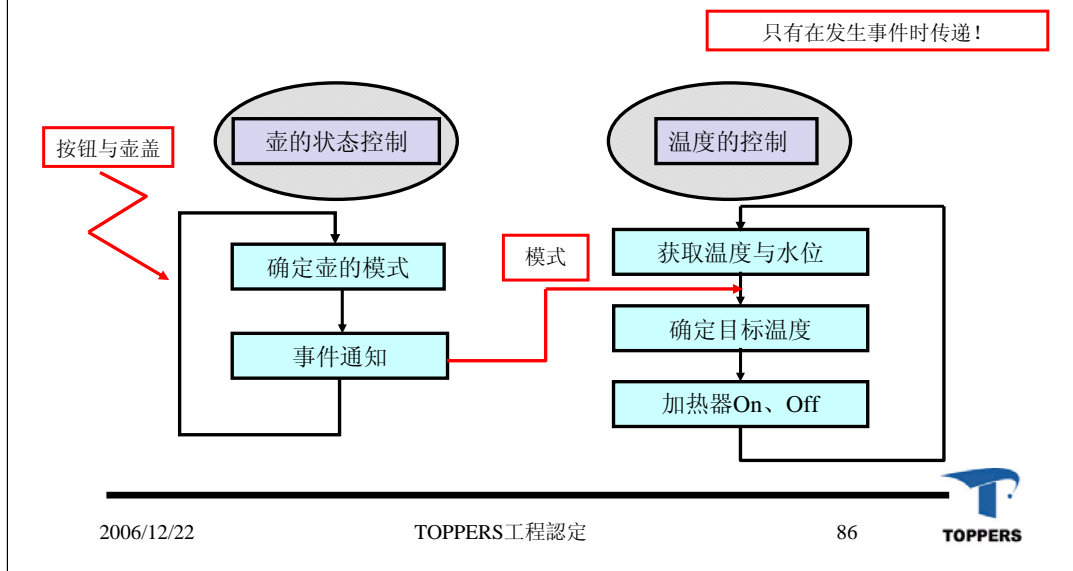 只有在发生事件时传递！
壶的状态控制
温度的控制
按钮与壶盖
确定壶的模式
模式
获取温度与水位
事件通知
确定目标温度
加热器On、Off
2006/12/22
TOPPERS工程認定
86
TOPPERS